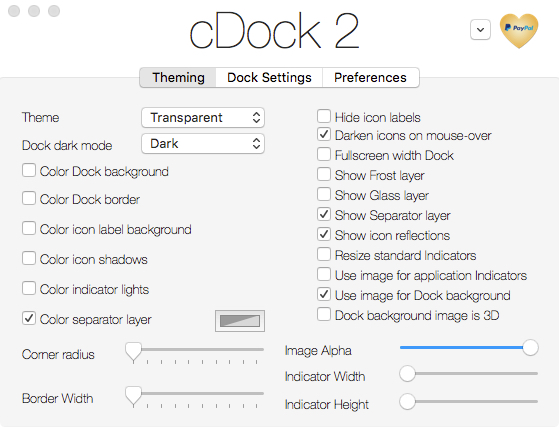 cDock 2
PayPal
Theming Dock Settings Preferences
Theme Transparent
Dock dark mode Dark
Color Dock background
Color Dock border
Color icon label background
Color icon shadows
Color indicator lights
Color separator layer
Corner radius
Border Width
Hide icon labels
Darken icons on mouse-over
Fullscreen width Dock
Show Frost layer
Show Glass layer
Show Separator layer
Show icon reflections
Resize standard Indicators
Use image for application Indicators
Use image for Dock background
Dock background image is 3D
Image Alpha
Indicator Width
Indicator Height